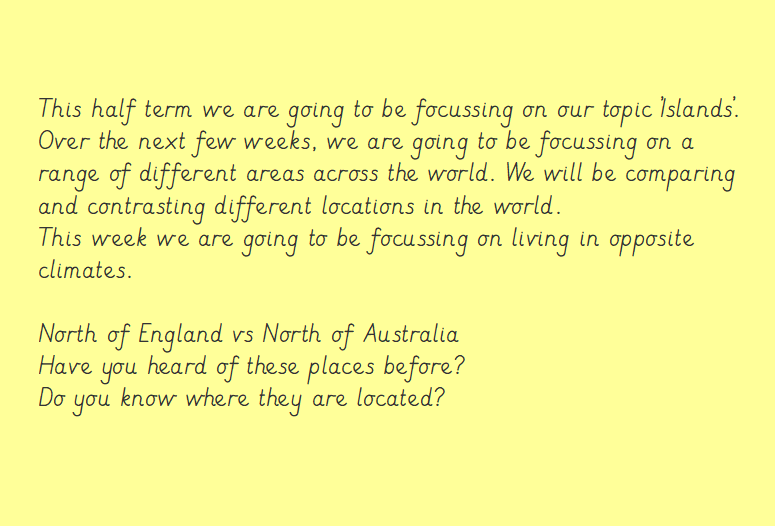 This half term we are going to be focussing on our topic 'Islands'.
Over the next few weeks, we are going to be focussing on a
range of different areas across the world. We will be comparing
and contrasting different locations in the world.
This week we are going to be focussing on living in opposite
climates.
North of England vs North of Australia
Have you heard of these places before?
Do you know where they are located?